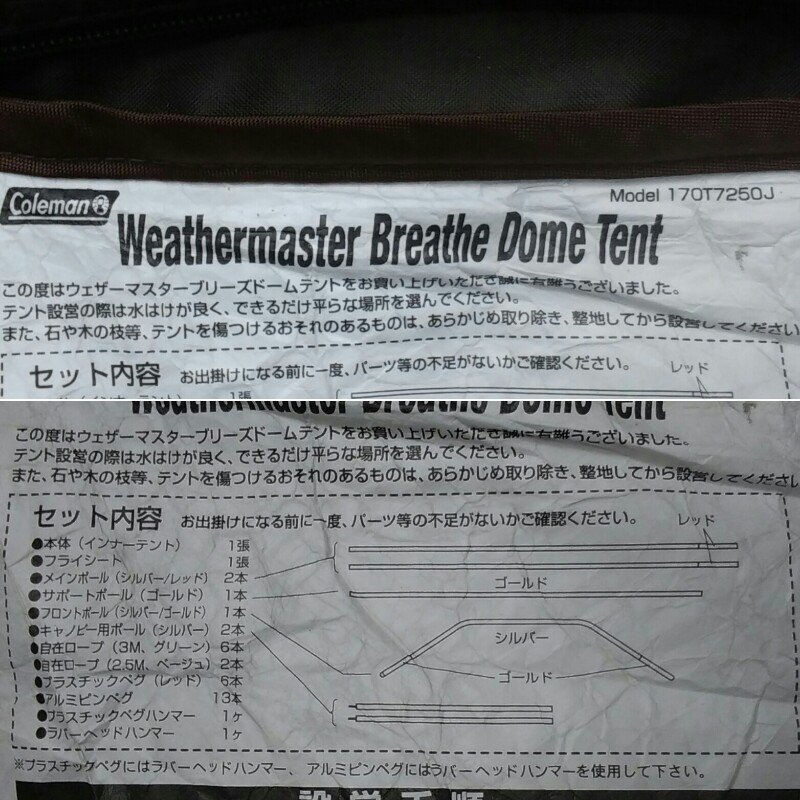 Coleman
Model 170T7250J
Weathermaster Breathe Dome Tent
この度はウェザーマスターブリーズドームテントをお買い上げいただき誠に有難うございました。
テント設営の際は水はけが良く、できるだけ平らな場所を選んでください。
また、石や木の枝等、テントを傷つけるおそれのあるものは、あらかじめ取り除き、整地してから設営してください
セット内容 お出掛けになる前に一度、パーツ等の不足がないかご確認ください。
レッド
(インナーテント) 1張
Weathermaster Breathe Dome Tent
この度はウェザーマスターブリーズドームテントをお買い上げいただき誠に有難うございました。
テント設営の際は水はけが良く、できるだけ平らな場所を選んでください。
また、石や木の枝等、テントを傷つけるおそれのあるものは、あらかじめ取り除き、整地してから設営してください
セット内容 お出掛けになる前に一度、パーツ等の不足がないかご確認ください。
レッド
●本体(インナーテント) 1張
●フライシート 1張
●メインポール(シルバー/レッド) 2本
●サポートポール(ゴールド) 1本
●フロントポール(シルバー/ゴールド) 1本
●キャノピー用ポール(シルバー) 2本
●自在ロープ(3M、グリーン) 6本
●自在ロープ(2.5M、ベージュ) 2本
●プラスチックペグ(レッド) 6本
●アルミピンペグ 13本
●プラスチックペグハンマー 1ヶ
●ラバーヘッドハンマー 1ヶ
ゴールド
シルバー
ゴールド
※プラスチックペグにはラバーヘッドハンマー、アルミピンペグにはラバーヘッドハンマーを使用して下さい。
設営手順